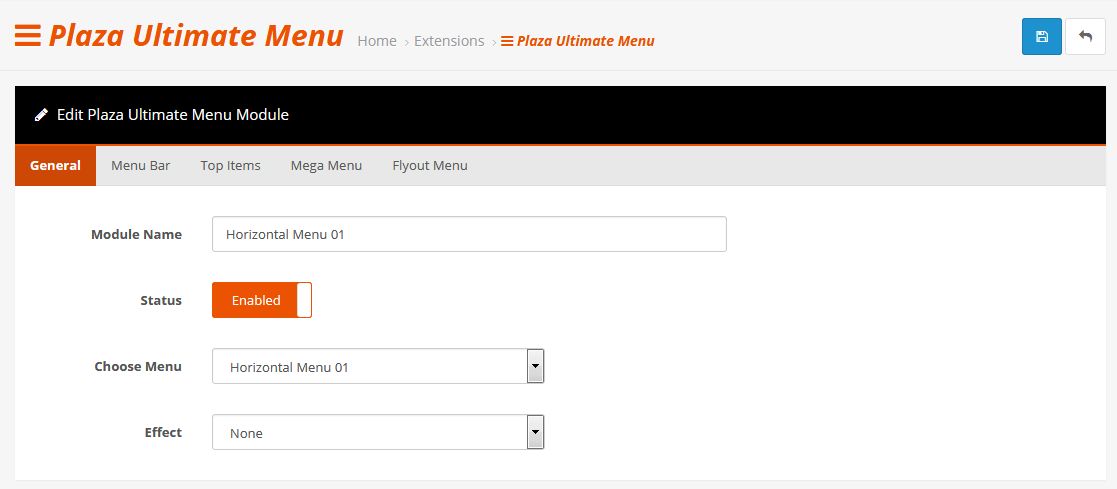 Plaza Ultimate Menu Home › Extensions › Plaza Ultimate Menu
Edit Plaza Ultimate Menu Module
General Menu Bar Top Items Mega Menu Flyout Menu
Module Name Horizontal Menu 01
Status Enabled
Choose Menu Horizontal Menu 01
Effect None